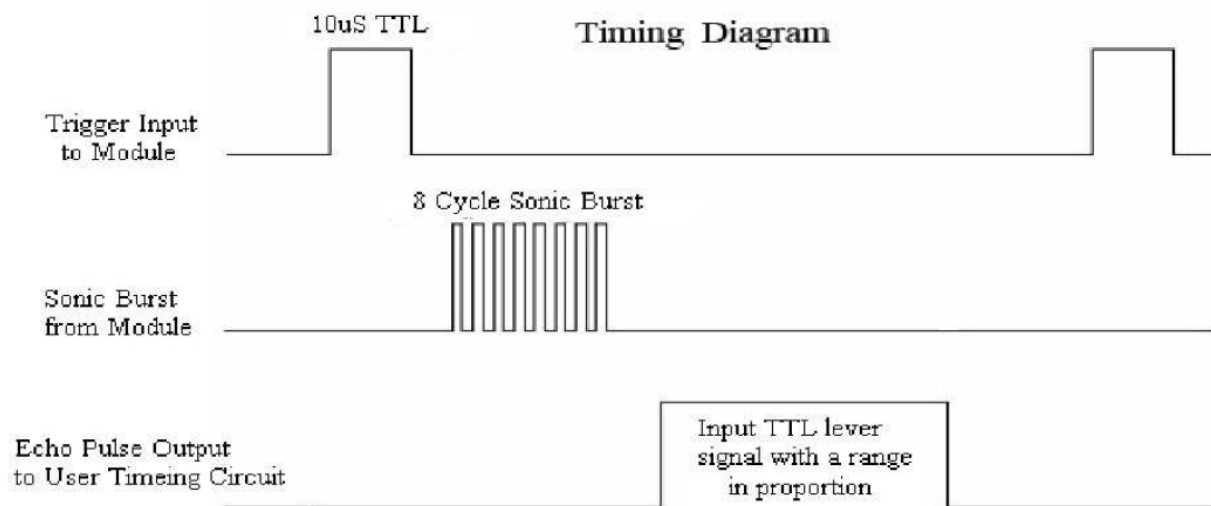 10uS TTL
Timing Diagram
Trigger Input
to Module
8 Cycle Sonic Burst
Sonic Burst
from Module
Echo Pulse Output
to User Timeing Circuit
Input TTL lever
signal with a range
in proportion